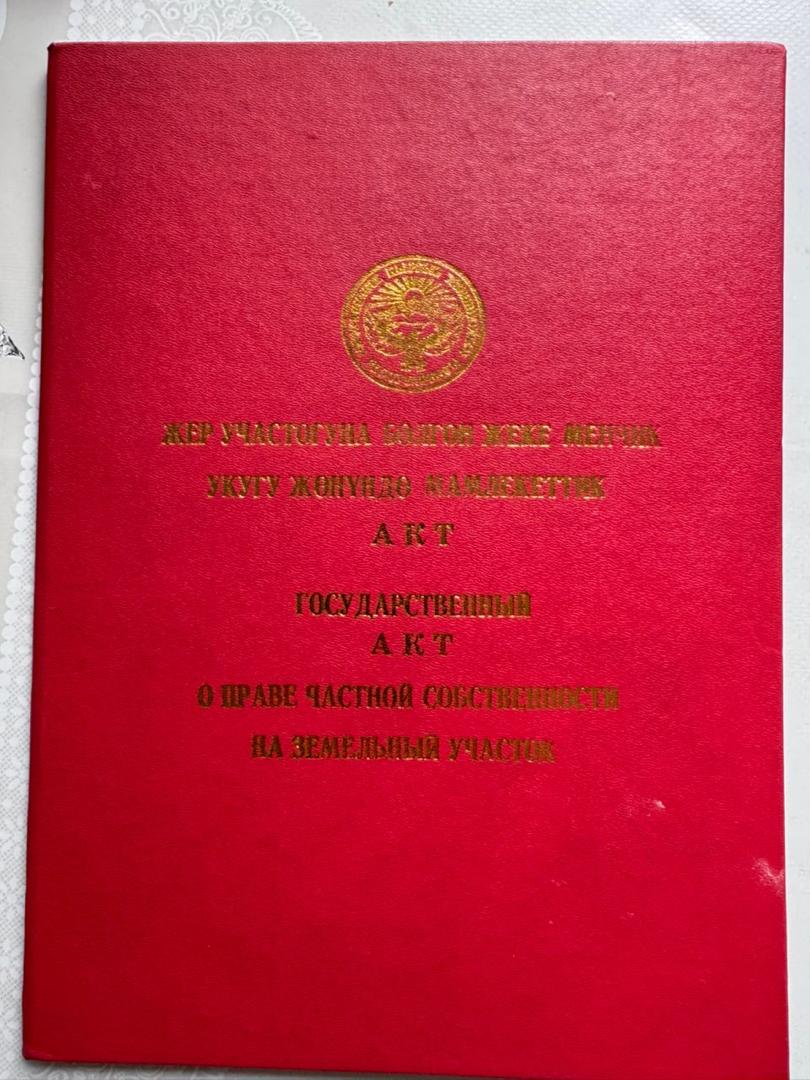 ЖЕР УЧАСТОГУНА БОЛГОН ЖЕКЕ МЕНЧИК
УКУГУ ЖӨНҮНДӨ МАМЛЕКЕТТИК
АКТ
ГОСУДАРСТВЕННЫЙ
АКТ
О ПРАВЕ ЧАСТНОЙ СОБСТВЕННОСТИ
НА ЗЕМЕЛЬНЫЙ УЧАСТОК